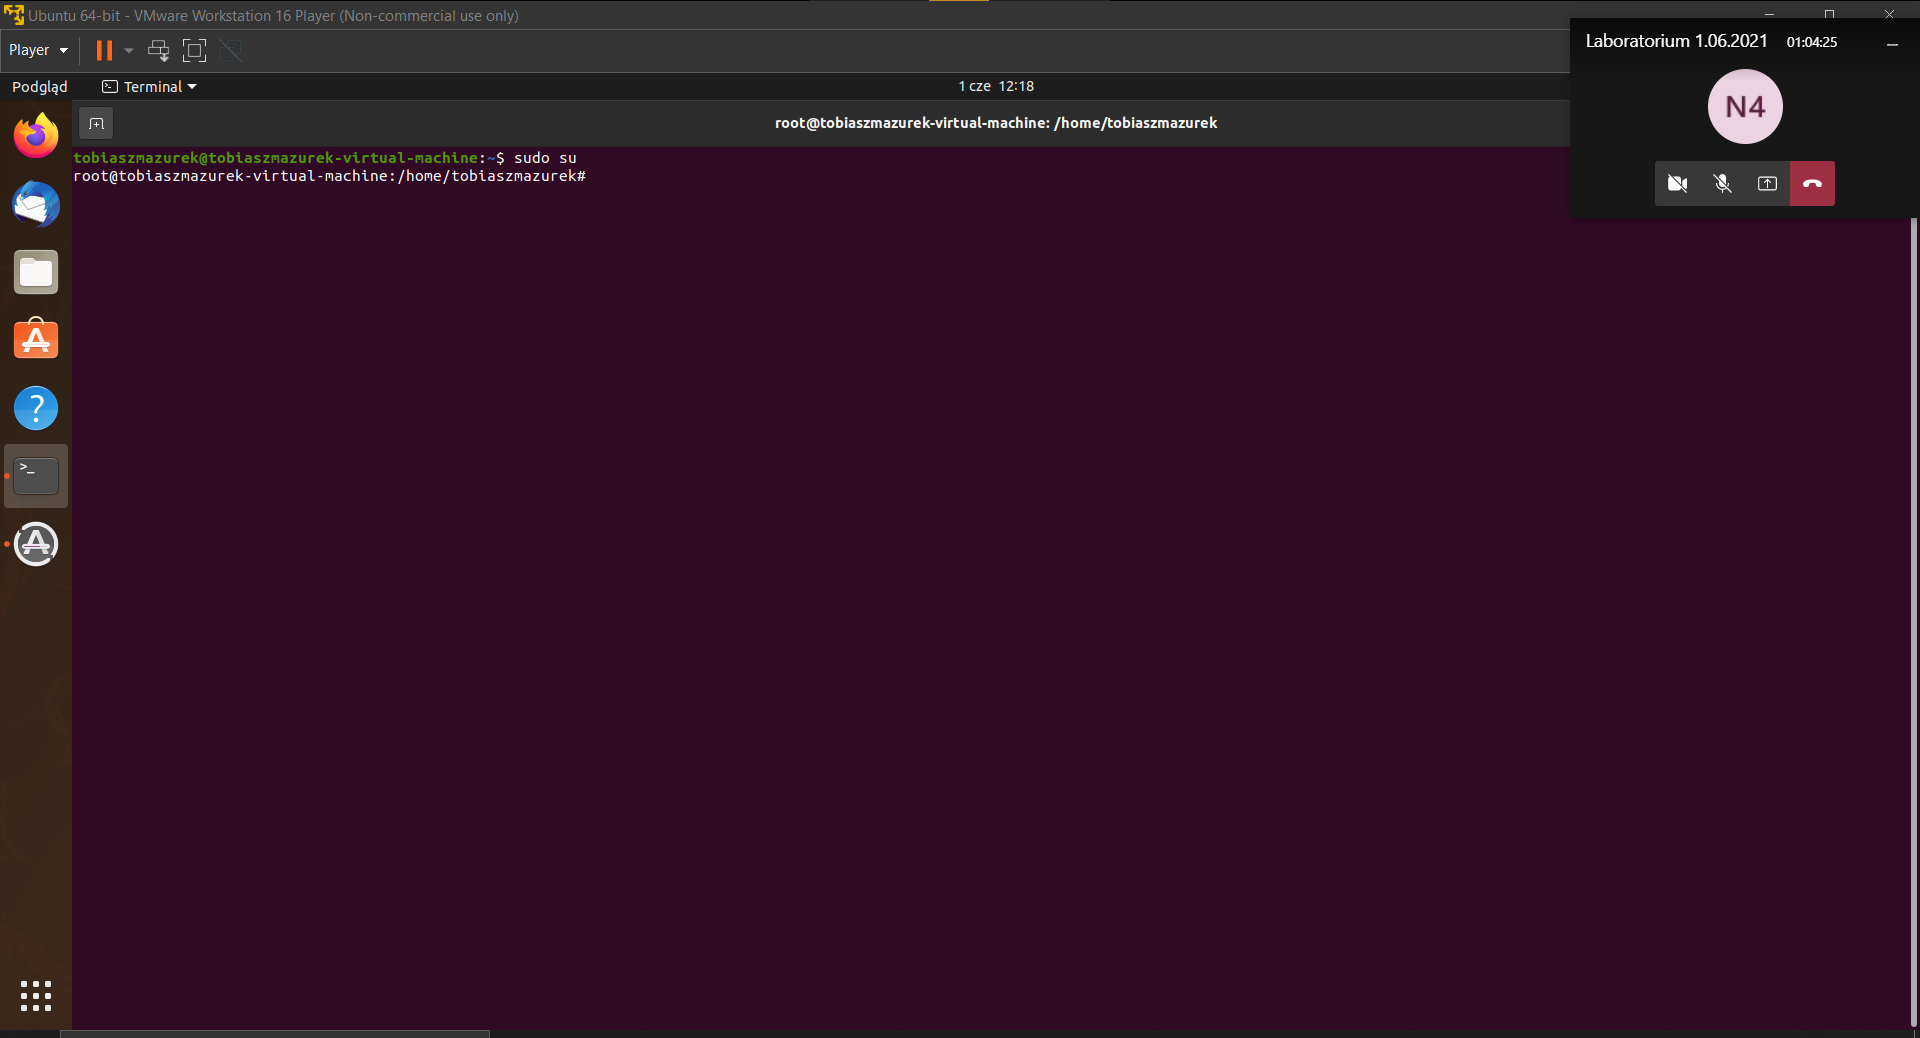 Ubuntu 64-bit - VMware Workstation 16 Player (Non-commercial use only)
Player
Laboratorium 1.06.2021 01:04:25
N4
Podgląd Terminal 1 cze 12:18
root@tobiaszmazurek-virtual-machine: /home/tobiaszmazurek
tobiaszmazurek@tobiaszmazurek-virtual-machine:~$ sudo su
root@tobiaszmazurek-virtual-machine:/home/tobiaszmazurek#